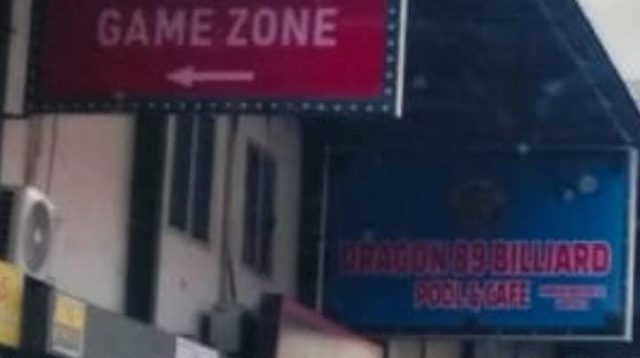 GAME ZONE
DRAGON 89 BILLIARD
POOL & CAFE